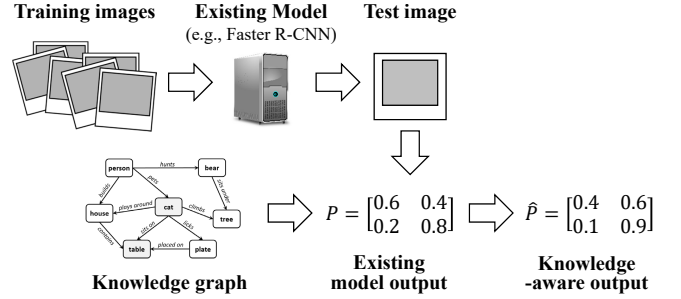 Training images
Existing Model
(e.g., Faster R-CNN)
Test image
person
hunts
bear
builds
pets
sits under
cat
plays around
climbs
house
tree
contains
sits on
licks
table
placed on
plate
Knowledge graph
P = [0.6 0.4
0.2 0.8]
Existing
model output
P̂ = [0.4 0.6
0.1 0.9]
Knowledge
-aware output